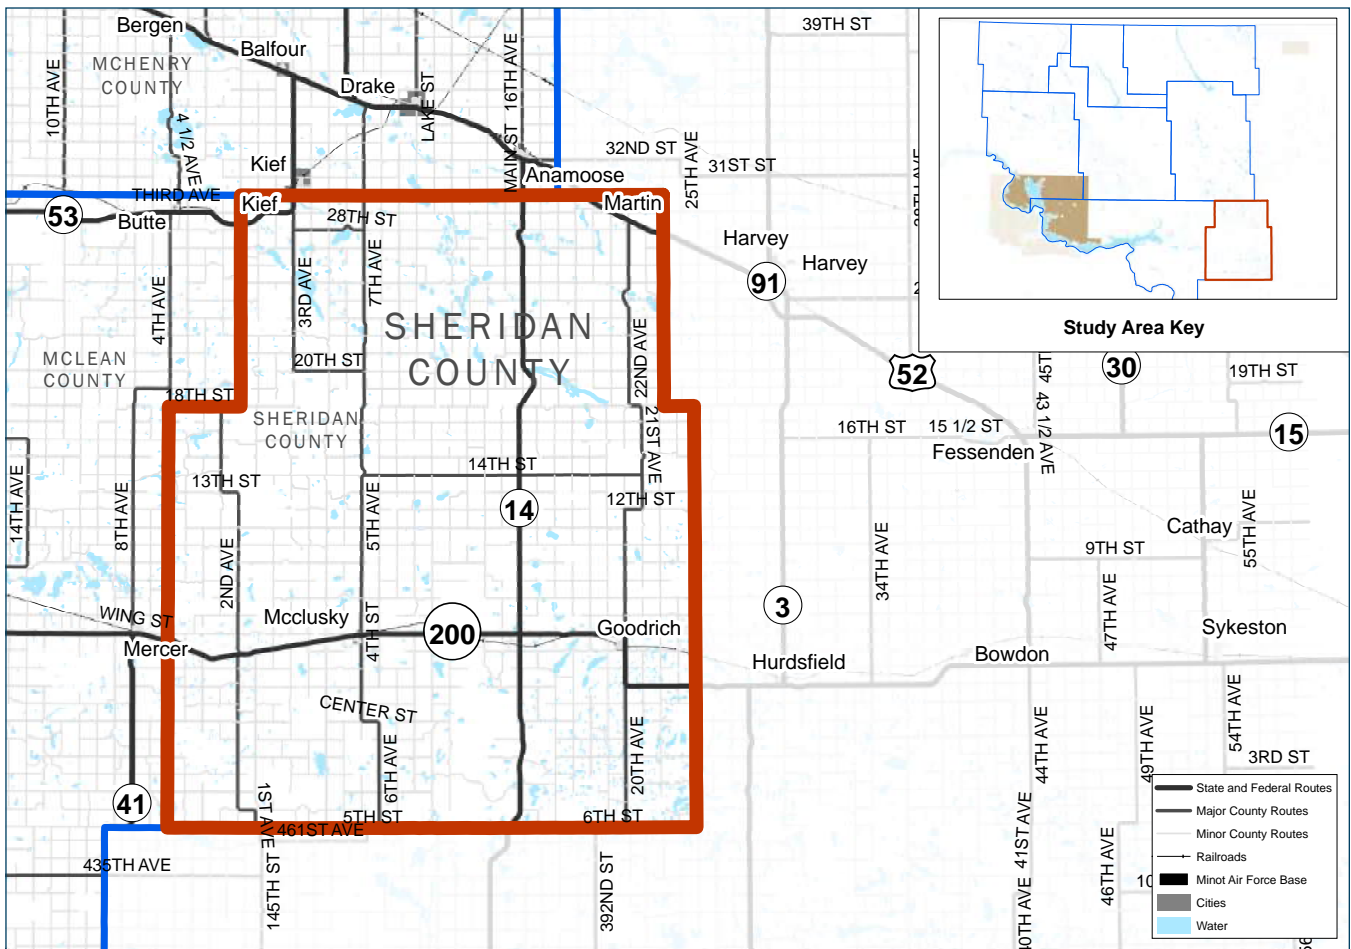 Bergen
Balfour
MCHENRY
COUNTY
10TH AVE
4 1/2 AVE
Drake
LAKE ST
16TH AVE
MAIN ST
39TH ST
Kief
Anamoose
32ND ST
31ST ST
25TH AVE
THIRD AVE
Kief
Martin
53
Butte
28TH ST
Harvey
Harvey
91
4TH AVE
3RD AVE
7TH AVE
SHERIDAN
COUNTY
22ND AVE
20TH ST
MCLEAN
COUNTY
18TH ST
SHERIDAN
COUNTY
21ST AVE
52
Study Area Key
30
45T
43 1/2 AVE
19TH ST
16TH ST
15 1/2 ST
15
Fessenden
14TH AVE
8TH AVE
13TH ST
14TH ST
12TH ST
14
5TH AVE
2ND AVE
34TH AVE
Cathay
9TH ST
55TH AVE
47TH AVE
3
WING ST
Mcclusky
4TH ST
200
Goodrich
Sykeston
Mercer
Hurdsfield
Bowdon
CENTER ST
6TH AVE
20TH AVE
44TH AVE
49TH AVE
54TH AVE
3RD ST
41
1ST AVE
5TH ST
461ST AVE
6TH ST
435TH AVE
145TH ST
392ND ST
41ST AVE
40TH AVE
46TH AVE
10
State and Federal Routes
Major County Routes
Minor County Routes
Railroads
Minot Air Force Base
Cities
Water